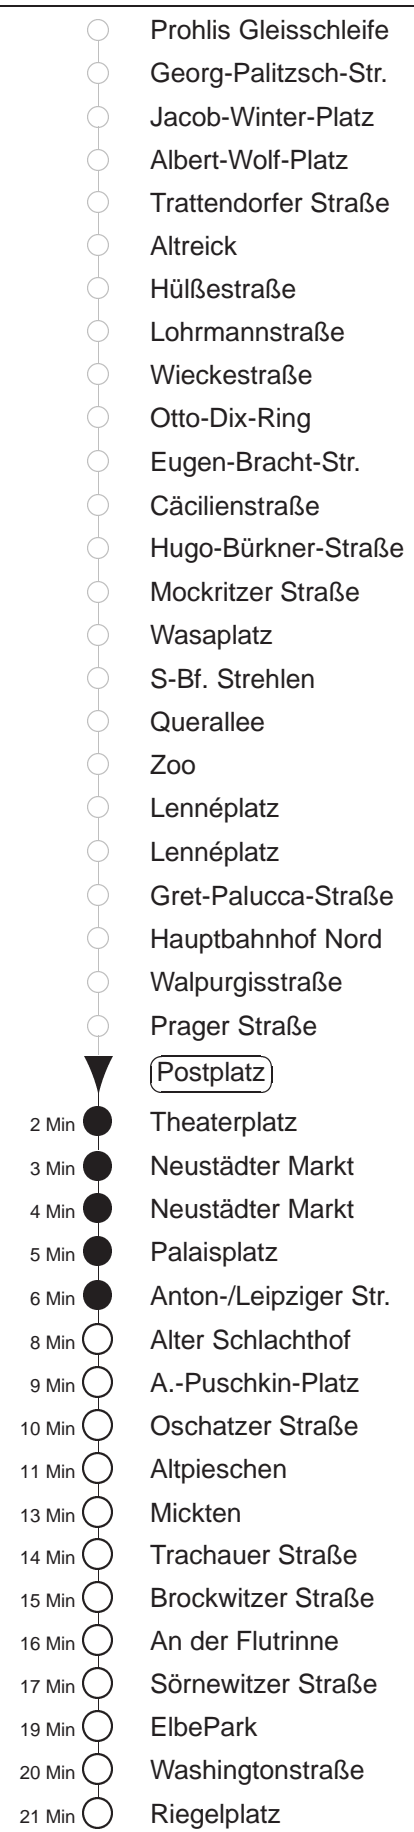 Prohlis Gleisschleife
Georg-Palitzsch-Str.
Jacob-Winter-Platz
Albert-Wolf-Platz
Trattendorfer Straße
Altreick
Hülßestraße
Lohrmannstraße
Wieckestraße
Otto-Dix-Ring
Eugen-Bracht-Str.
Cäcilienstraße
Hugo-Bürkner-Straße
Mockritzer Straße
Wasaplatz
S-Bf. Strehlen
Querallee
Zoo
Lennéplatz
Lennéplatz
Gret-Palucca-Straße
Hauptbahnhof Nord
Walpurgisstraße
Prager Straße
Postplatz
2 Min Theaterplatz
3 Min Neustädter Markt
4 Min Neustädter Markt
5 Min Palaisplatz
6 Min Anton-/Leipziger Str.
8 Min Alter Schlachthof
9 Min A.-Puschkin-Platz
10 Min Oschatzer Straße
11 Min Altpieschen
13 Min Mickten
14 Min Trachauer Straße
15 Min Brockwitzer Straße
16 Min An der Flutrinne
17 Min Sörnewitzer Straße
19 Min ElbePark
20 Min Washingtonstraße
21 Min Riegelplatz